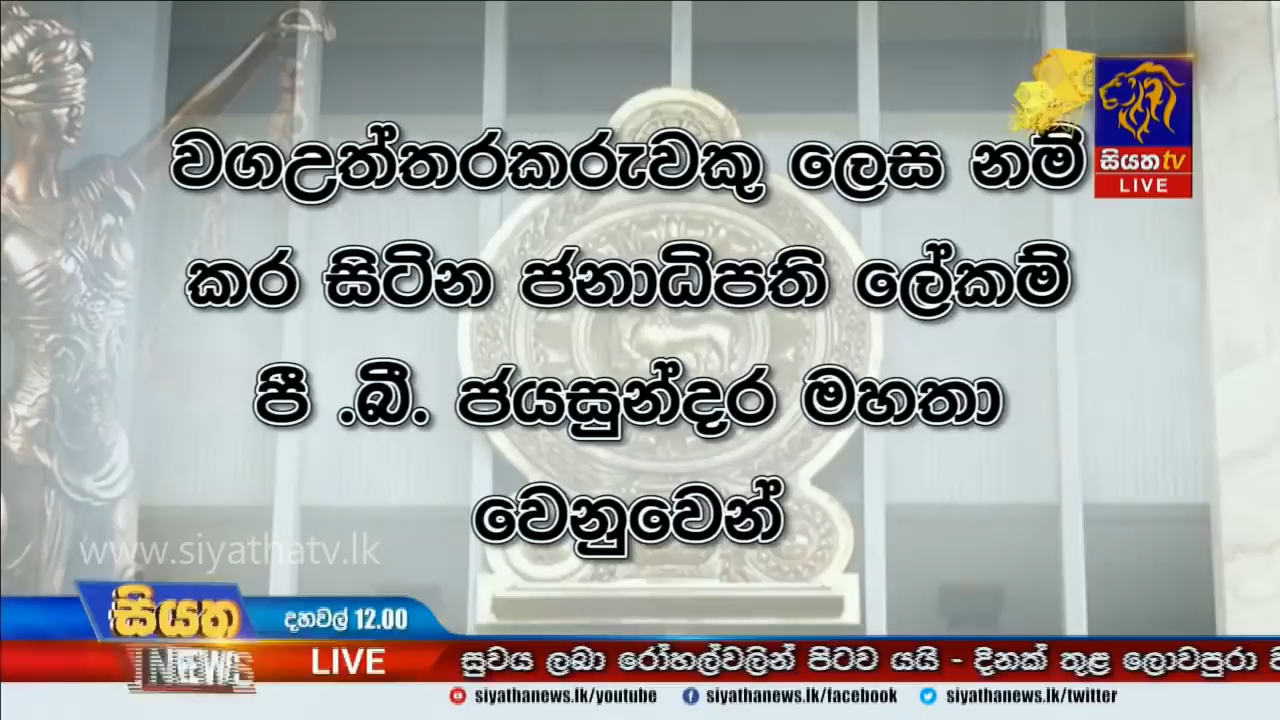 වගඋත්තරකරුවකු ලෙස නම්
කර සිටින ජනාධිපති ලේකම්
පී .බී. ජයසුන්දර මහතා
වෙනුවෙන්
සියත tv
LIVE
www.siyathatv.lk
සියත
NEWS
දහවල් 12.00
LIVE
සුවය ලබා රෝහල්වලින් පිටව යයි - දිනක් තුළ ලොවපුරා
siyathanews.lk/youtube
siyathanews.lk/facebook
siyathanews.lk/twitter